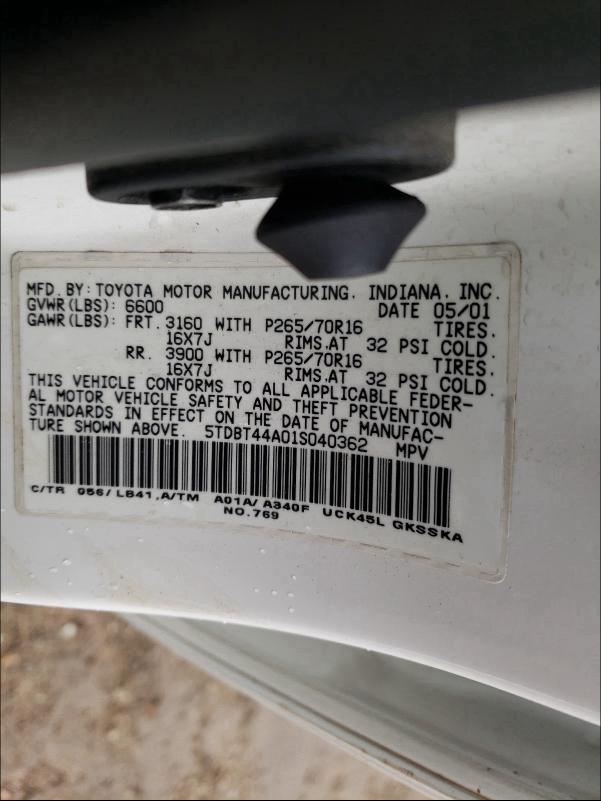 MFD. BY: TOYOTA MOTOR MANUFACTURING, INDIANA, INC.
GVWR(LBS): 6600 DATE 05/01
GAWR(LBS): FRT. 3160 WITH P265/70R16 TIRES,
16X7J RIMS,AT 32 PSI COLD.
RR. 3900 WITH P265/70R16 TIRES,
16X7J RIMS,AT 32 PSI COLD.
THIS VEHICLE CONFORMS TO ALL APPLICABLE FEDER-
AL MOTOR VEHICLE SAFETY AND THEFT PREVENTION
STANDARDS IN EFFECT ON THE DATE OF MANUFAC-
TURE SHOWN ABOVE. 5TDBT44A01S040362 MPV
C/TR 056/LB41,A/TM A01A/A340F UCK45L GKSSKA
NO.769